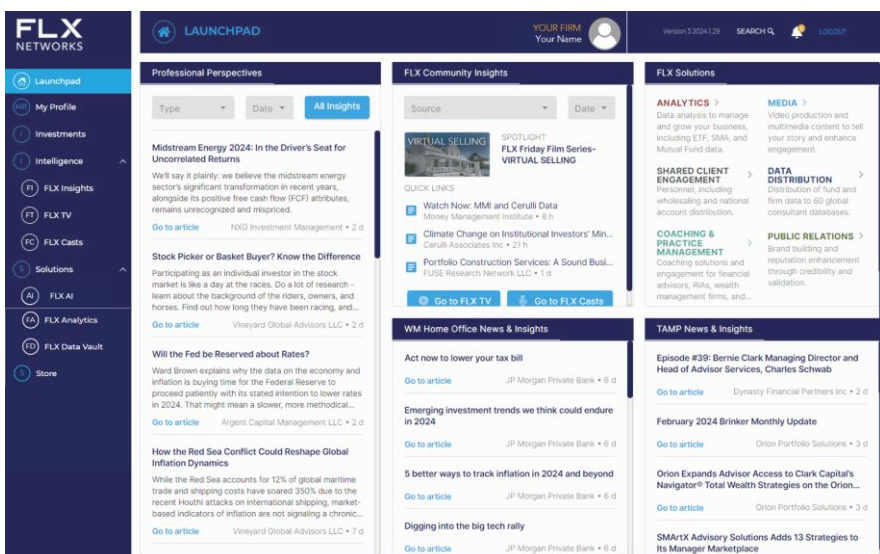 FLX
NETWORKS
LAUNCHPAD
YOUR FIRM
Your Name
Version 3.2024.1.29
SEARCH
LOGOUT
Launchpad
MP My Profile
I Investments
I Intelligence
FI FLX Insights
FT FLX TV
FC FLX Casts
S Solutions
AI FLX AI
FA FLX Analytics
FD FLX Data Vault
S Store
Professional Perspectives
Type
Date
All Insights
Midstream Energy 2024: In the Driver's Seat for
Uncorrelated Returns
We'll say it plainly: we believe the midstream energy
sector's significant transformation in recent years,
alongside its positive free cash flow (FCF) attributes,
remains unrecognized and mispriced.
Go to article NXG Investment Management • 2 d
Stock Picker or Basket Buyer? Know the Difference
Participating as an individual investor in the stock
market is like a day at the races. Do a lot of research -
learn about the background of the riders, owners, and
horses. Find out how long they have been racing, and...
Go to article Vineyard Global Advisors LLC • 2 d
Will the Fed be Reserved about Rates?
Ward Brown explains why the data on the economy and
inflation is buying time for the Federal Reserve to
proceed patiently with its stated intention to lower rates
in 2024. That might mean a slower, more methodical...
Go to article Argent Capital Management LLC • 2 d
How the Red Sea Conflict Could Reshape Global
Inflation Dynamics
While the Red Sea accounts for 12% of global maritime
trade and shipping costs have soared 350% due to the
recent Houthi attacks on international shipping, market-
based indicators of inflation are not signaling a chronic...
Go to article Vineyard Global Advisors LLC • 7 d
FLX Community Insights
Source
Date
VIRTUAL SELLING
SPOTLIGHT
FLX Friday Film Series-
VIRTUAL SELLING
QUICK LINKS
Watch Now: MMI and Cerulli Data
Money Management Institute • 6 h
Climate Change on Institutional Investors' Min...
Cerulli Associates Inc • 21 h
Portfolio Construction Services: A Sound Busi...
FUSE Research Network LLC • 1 d
Go to FLX TV
Go to FLX Casts
FLX Solutions
ANALYTICS >
Data analysis to manage
and grow your business,
including ETF, SMA, and
Mutual Fund data.
MEDIA >
Video production and
multimedia content to tell
your story and enhance
engagement.
SHARED CLIENT
ENGAGEMENT >
Personnel, including
wholesaling and national
account distribution.
DATA
DISTRIBUTION >
Distribution of fund and
firm data to 60 global
consultant databases.
COACHING &
PRACTICE
MANAGEMENT >
Coaching solutions and
engagement for financial
advisors, RIAs, wealth
management firms, and...
PUBLIC RELATIONS >
Brand building and
reputation enhancement
through credibility and
validation.
WM Home Office News & Insights
Act now to lower your tax bill
Go to article JP Morgan Private Bank • 6 d
Emerging investment trends we think could endure
in 2024
Go to article JP Morgan Private Bank • 6 d
5 better ways to track inflation in 2024 and beyond
Go to article JP Morgan Private Bank • 6 d
Digging into the big tech rally
Go to article JP Morgan Private Bank • 6 d
TAMP News & Insights
Episode #39: Bernie Clark Managing Director and
Head of Advisor Services, Charles Schwab
Go to article Dynasty Financial Partners Inc • 2 d
February 2024 Brinker Monthly Update
Go to article Orion Portfolio Solutions • 3 d
Orion Expands Advisor Access to Clark Capital's
Navigator® Total Wealth Strategies on the Orion...
Go to article Orion Portfolio Solutions • 3 d
SMArtX Advisory Solutions Adds 13 Strategies to
Its Manager Marketplace